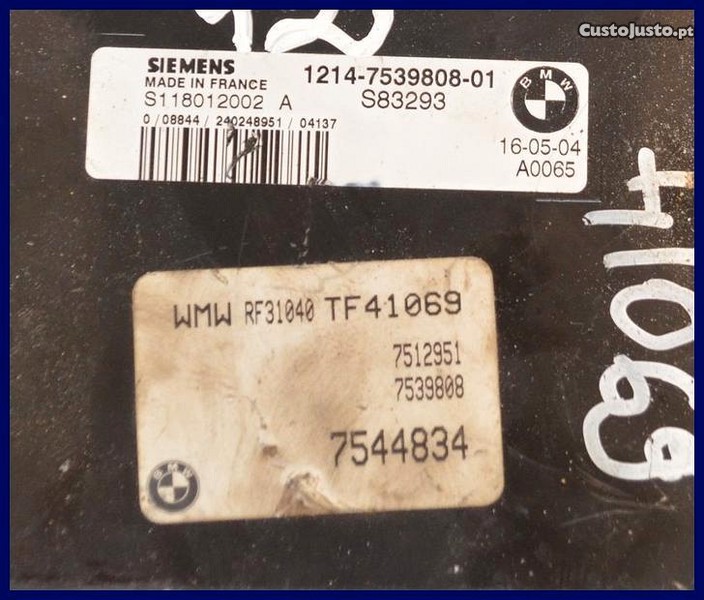 CustoJusto.pt
SIEMENS
MADE IN FRANCE
1214-7539808-01
S118012002 A
S83293
BMW
0/08844/240248951/04137
16-05-04
A0065
41069
WMW RF31040 TF41069
7512951
7539808
7544834
BMW